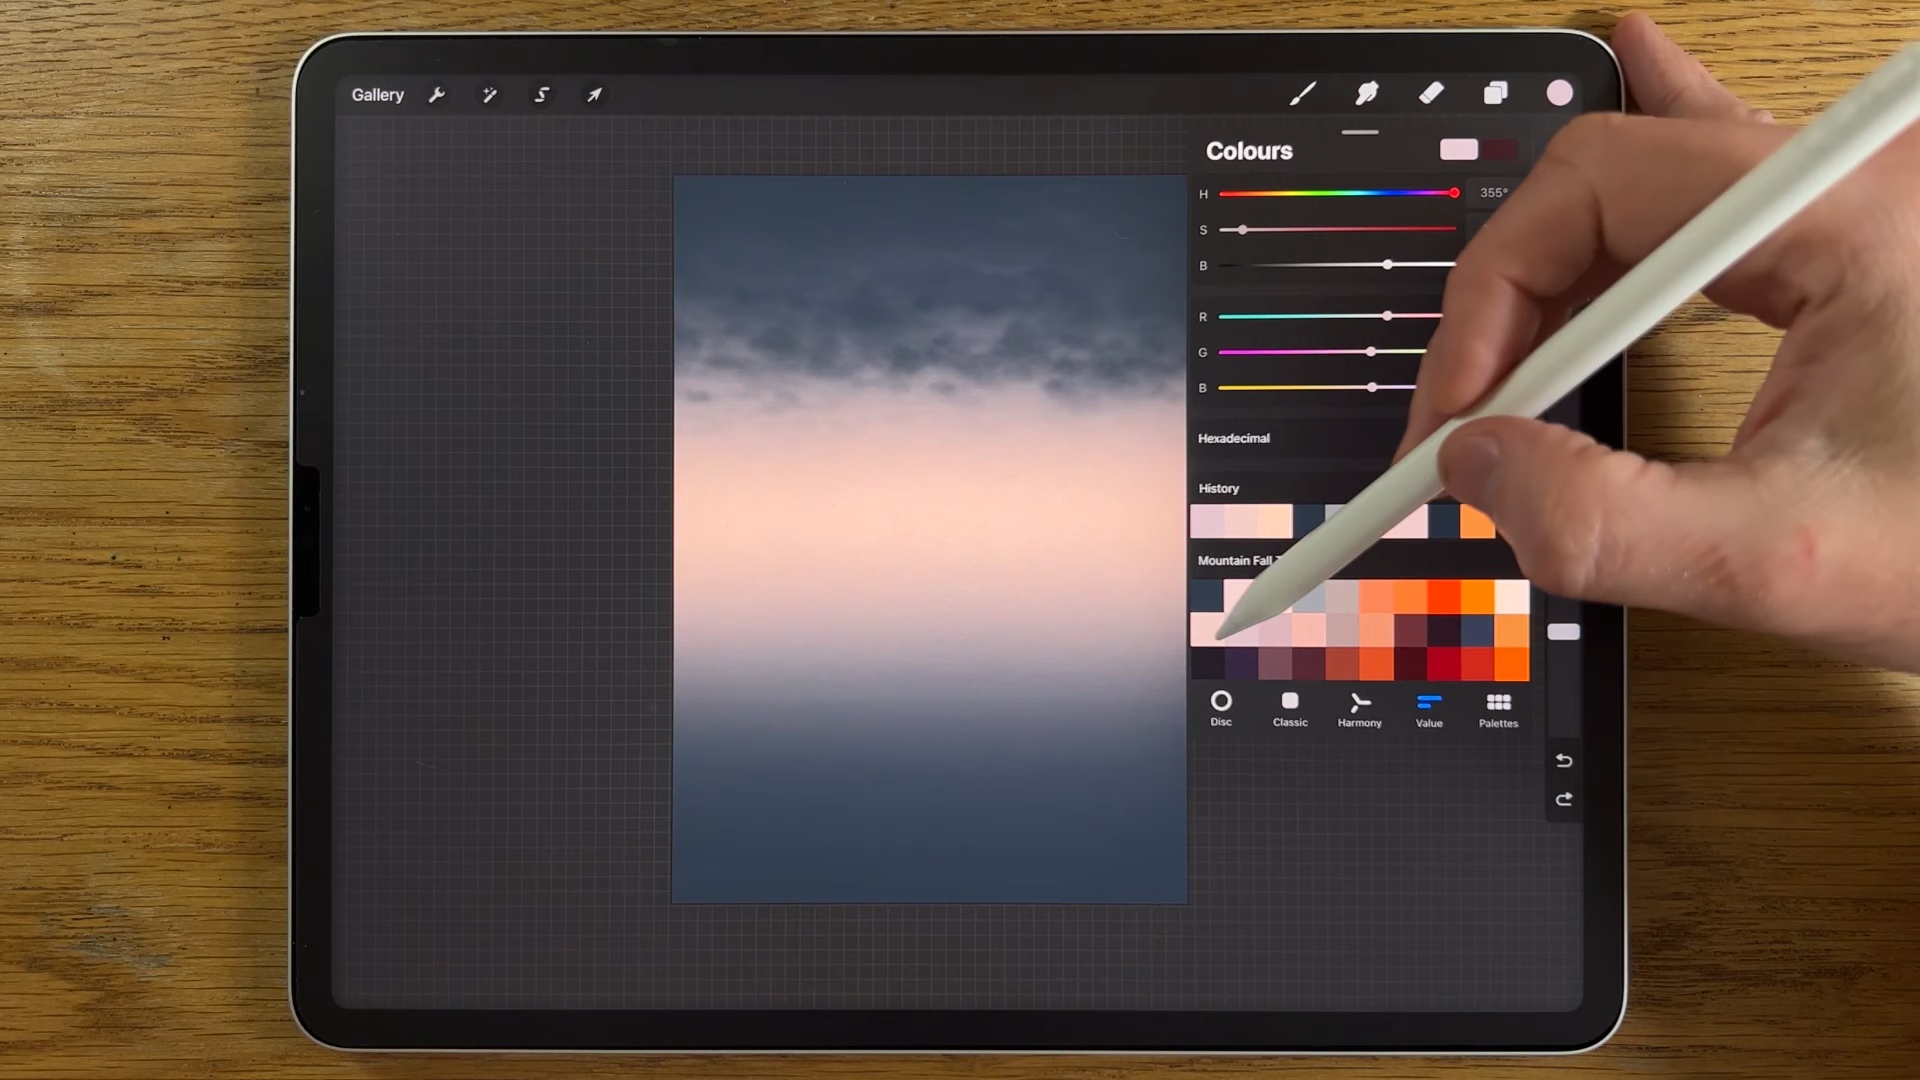 Gallery
Colours
H 355°
S
B
R
G
B
Hexadecimal
History
Mountain Fall
Disc Classic Harmony Value Palettes